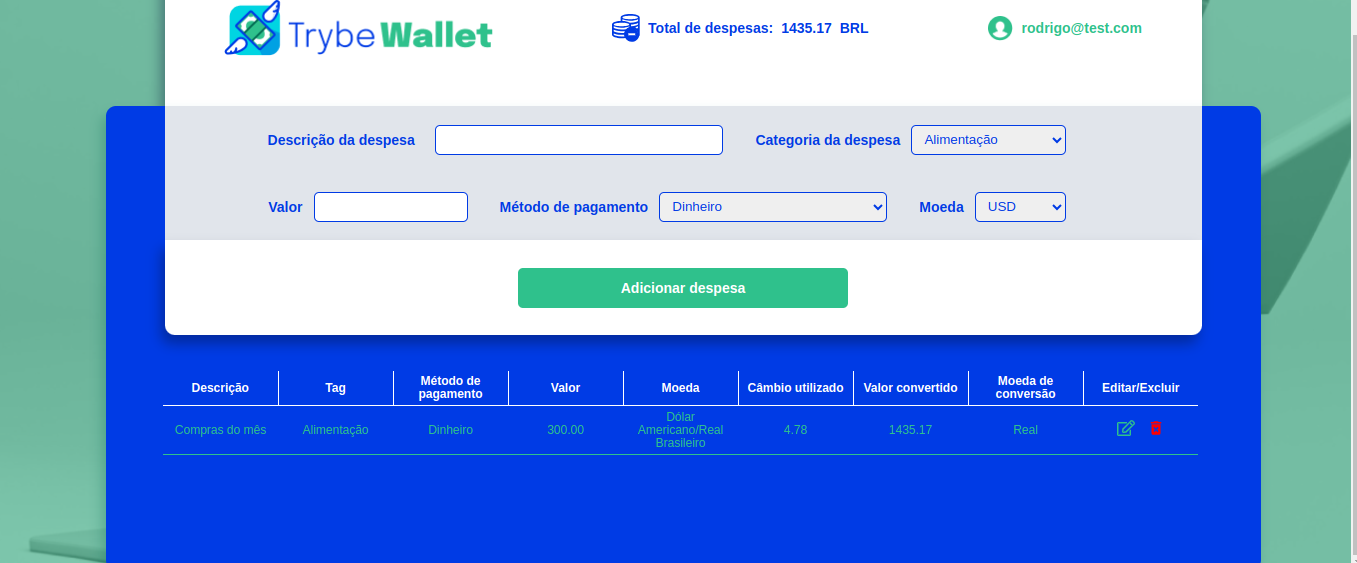 Trybe Wallet
Total de despesas: 1435.17 BRL
rodrigo@test.com
Descrição da despesa
Categoria da despesa
Alimentação
Valor
Método de pagamento
Dinheiro
Moeda
USD
Adicionar despesa
Descrição
Tag
Método de
pagamento
Valor
Moeda
Câmbio utilizado
Valor convertido
Moeda de
conversão
Editar/Excluir
Compras do mês
Alimentação
Dinheiro
300.00
Dólar
Americano/Real
Brasileiro
4.78
1435.17
Real